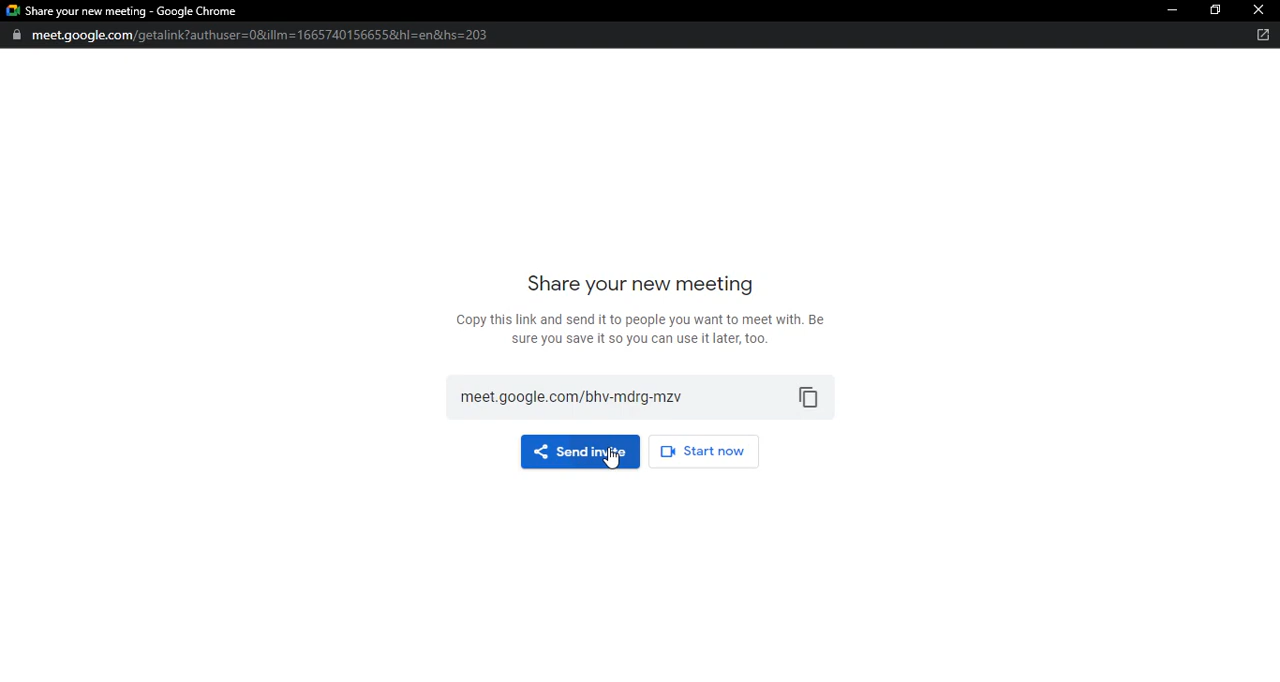 Share your new meeting - Google Chrome
meet.google.com/getalink?authuser=0&illm=1665740156655&hl=en&hs=203
Share your new meeting
Copy this link and send it to people you want to meet with. Be
sure you save it so you can use it later, too.
meet.google.com/bhv-mdrg-mzv
Send invite
Start now